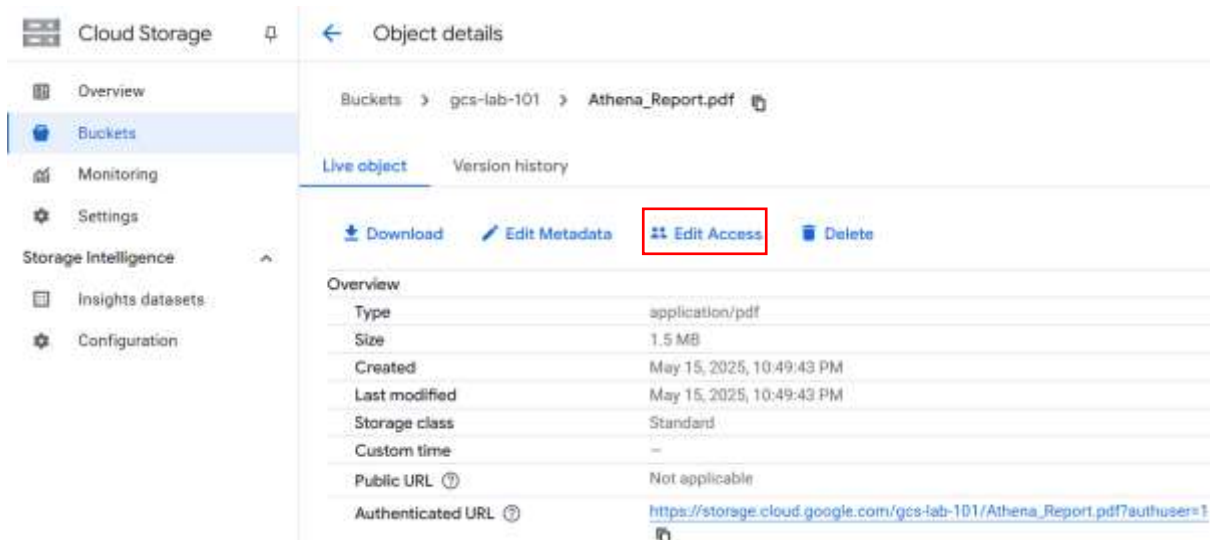 Cloud Storage
Object details
Overview
Buckets
Monitoring
Settings
Storage Intelligence
Insights datasets
Configuration
Buckets > gcs-lab-101 > Athena_Report.pdf
Live object Version history
Download Edit Metadata Edit Access Delete
Overview
Type application/pdf
Size 1.5 MB
Created May 15, 2025, 10:49:43 PM
Last modified May 15, 2025, 10:49:43 PM
Storage class Standard
Custom time —
Public URL Not applicable
Authenticated URL https://storage.cloud.google.com/gcs-lab-101/Athena_Report.pdf?authuser=1